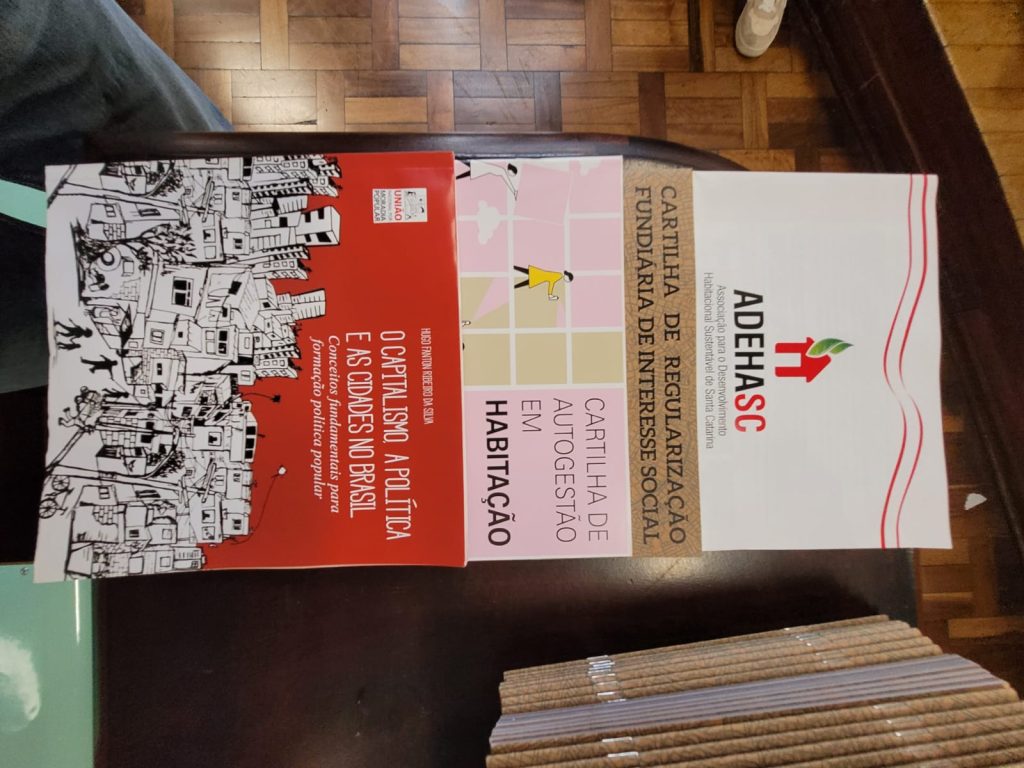 ADEHASC
Associação para o Desenvolvimento
Habitacional Sustentável de Santa Catarina
CARTILHA DE REGULARIZAÇÃO
FUNDIÁRIA DE INTERESSE SOCIAL
CARTILHA DE
AUTOGESTÃO
EM
HABITAÇÃO
UNIÃO
MORADIA
POPULAR
HUGO FANTON RIBEIRO DA SILVA
O CAPITALISMO, A POLÍTICA
E AS CIDADES NO BRASIL
Conceitos fundamentais para
formação política popular